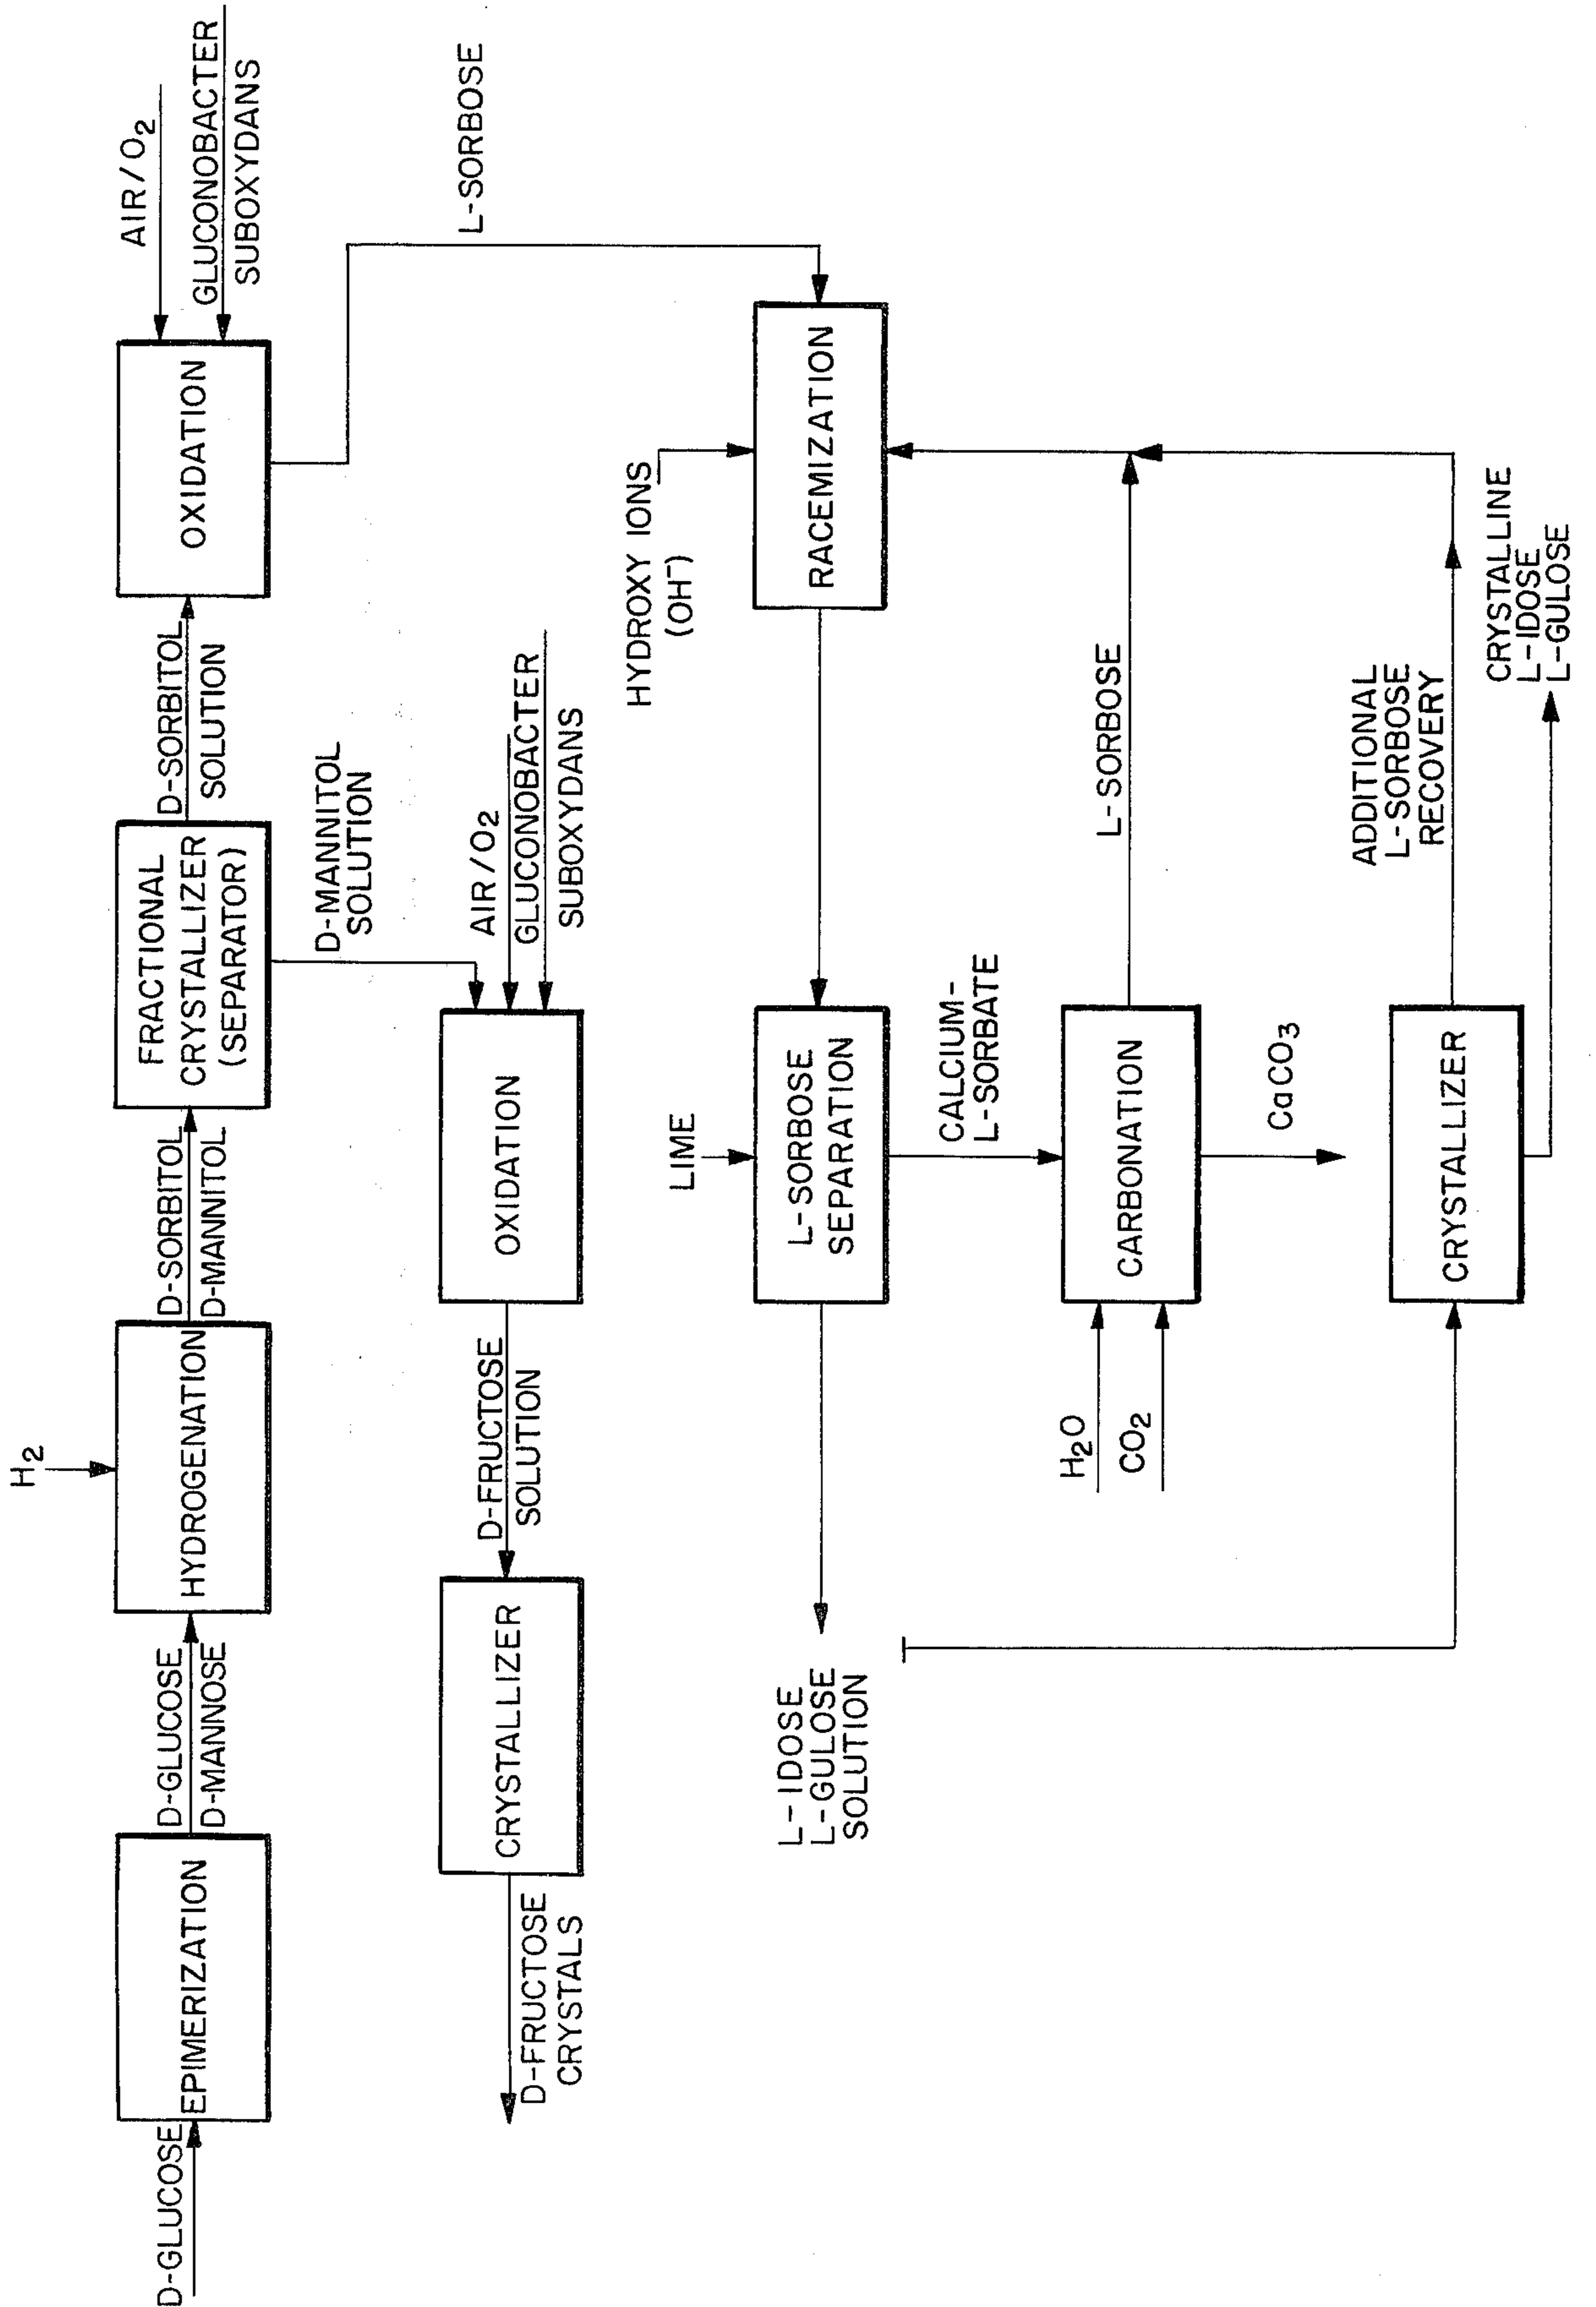 D-GLUCOSE
EPIMERIZATION
D-GLUCOSE
D-MANNOSE
H2
HYDROGENATION
D-SORBITOL
D-MANNITOL
FRACTIONAL
CRYSTALLIZER
(SEPARATOR)
D-SORBITOL
SOLUTION
AIR/O2
GLUCONOBACTER
SUBOXYDANS
OXIDATION
D-MANNITOL
SOLUTION
AIR/O2
GLUCONOBACTER
SUBOXYDANS
OXIDATION
D-FRUCTOSE
SOLUTION
CRYSTALLIZER
D-FRUCTOSE
CRYSTALS
L-SORBOSE
HYDROXY IONS
(OH⁻)
RACEMIZATION
LIME
L-SORBOSE
SEPARATION
L-IDOSE
L-GULOSE
SOLUTION
CALCIUM-
L-SORBATE
H2O
CO2
CARBONATION
L-SORBOSE
CaCO3
CRYSTALLIZER
ADDITIONAL
L-SORBOSE
RECOVERY
CRYSTALLINE
L-IDOSE
L-GULOSE